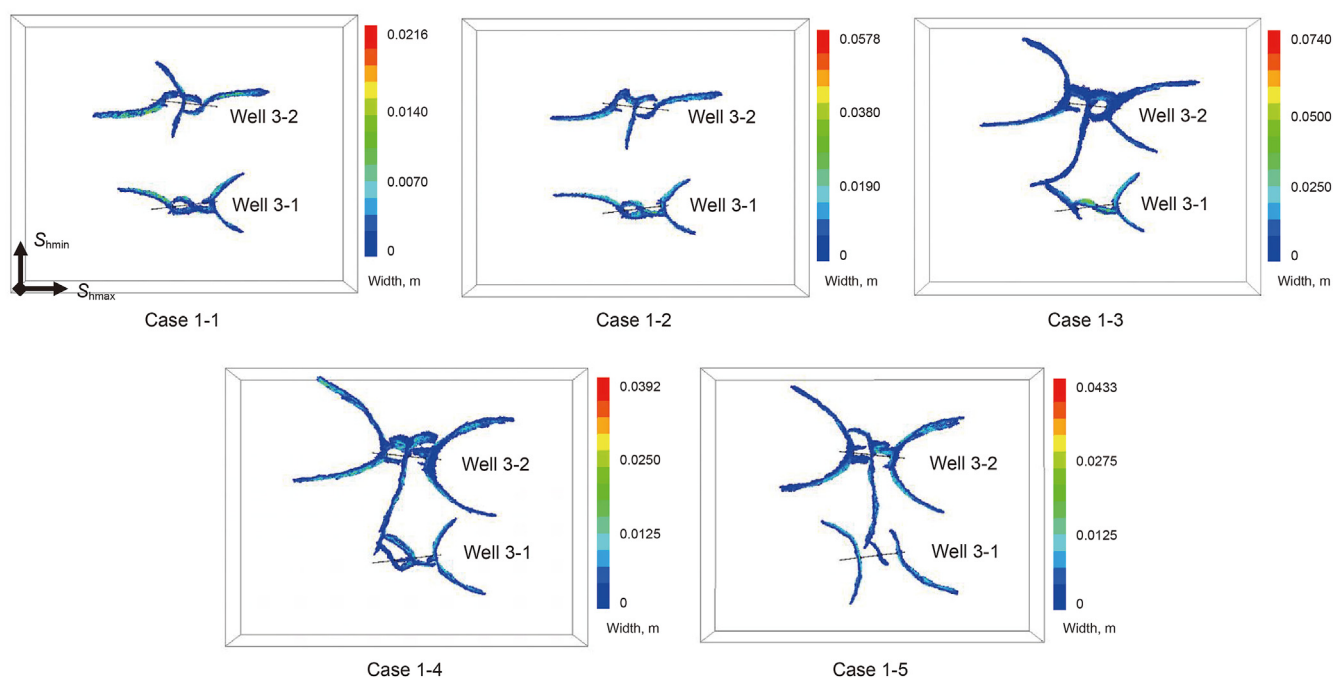 0.0216
0.0140
0.0070
0
Width, m
Well 3-2
Well 3-1
Shmin
Shmax
Case 1-1
0.0578
0.0380
0.0190
0
Width, m
Well 3-2
Well 3-1
Case 1-2
0.0740
0.0500
0.0250
0
Width, m
Well 3-2
Well 3-1
Case 1-3
0.0392
0.0250
0.0125
0
Width, m
Well 3-2
Well 3-1
Case 1-4
0.0433
0.0275
0.0125
0
Width, m
Well 3-2
Well 3-1
Case 1-5